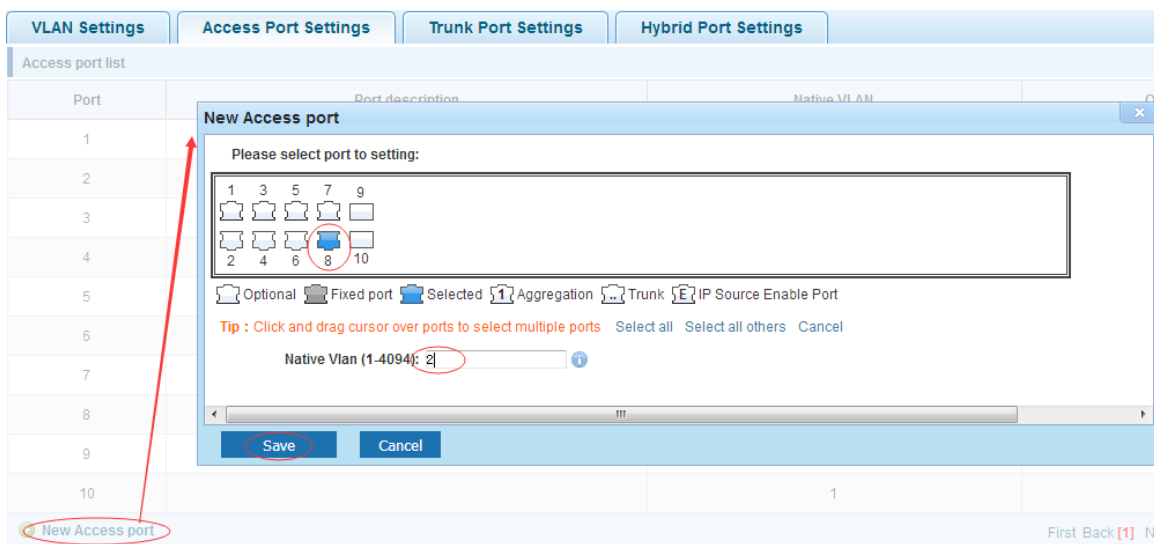 VLAN Settings Access Port Settings Trunk Port Settings Hybrid Port Settings
Access port list
Port Port description Native VLAN
New Access port
1
Please select port to setting:
2
1 3 5 7 9
3
4
2 4 6 8 10
5
Optional Fixed port Selected 1 Aggregation .. Trunk E IP Source Enable Port
6
Tip : Click and drag cursor over ports to select multiple ports Select all Select all others Cancel
Native Vlan (1-4094): 2
7
8
9
Save Cancel
10 1
New Access port First Back [1] N